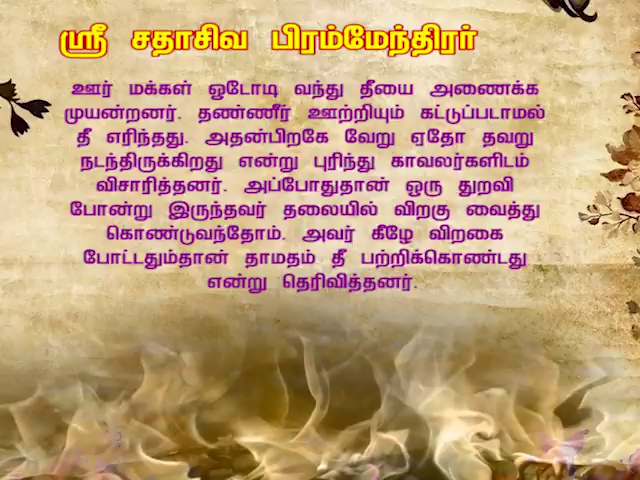 ஸ்ரீ சதாசிவ பிரம்மேந்திரர்
ஊர் மக்கள் ஒடோடி வந்து தீயை அணைக்க
முயன்றனர். தண்ணீர் ஊற்றியும் கட்டுப்படாமல்
தீ எரிந்தது. அதன்பிறகே வேறு ஏதோ தவறு
நடந்திருக்கிறது என்று புரிந்து காவலர்களிடம்
விசாரித்தனர். அப்போதுதான் ஒரு துறவி
போன்று இருந்தவர் தலையில் விறகு வைத்து
கொண்டுவந்தோம். அவர் கீழே விறகை
போட்டதும்தான் தாமதம் தீ பற்றிக்கொண்டது
என்று தெரிவித்தனர்.